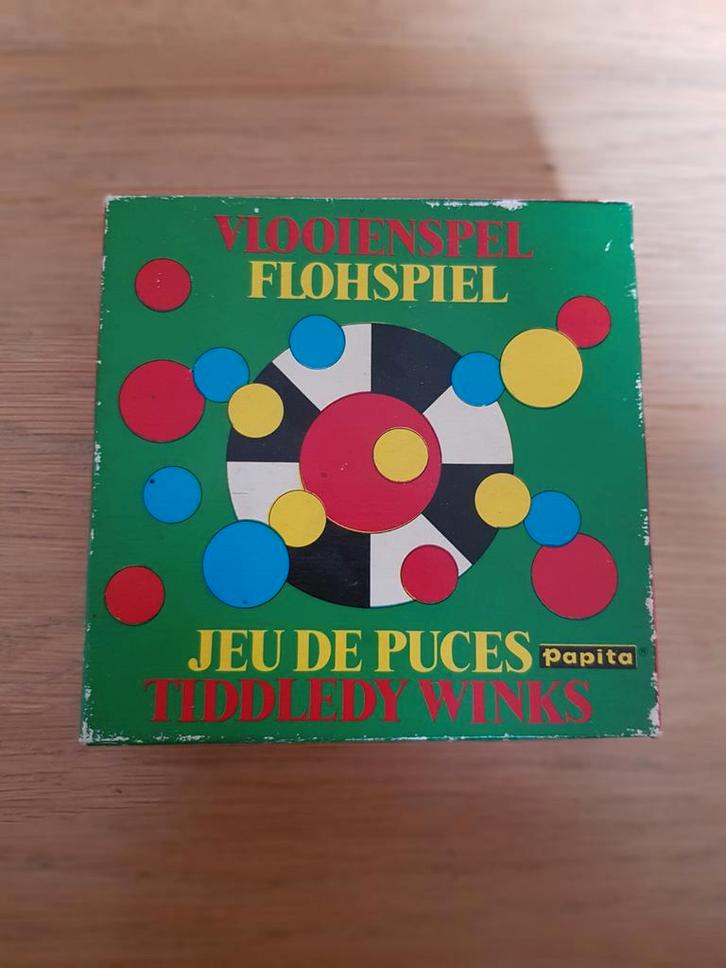 VLOOIENSPEL
FLOHSPIEL
JEU DE PUCES
papita®
TIDDLEDY WINKS